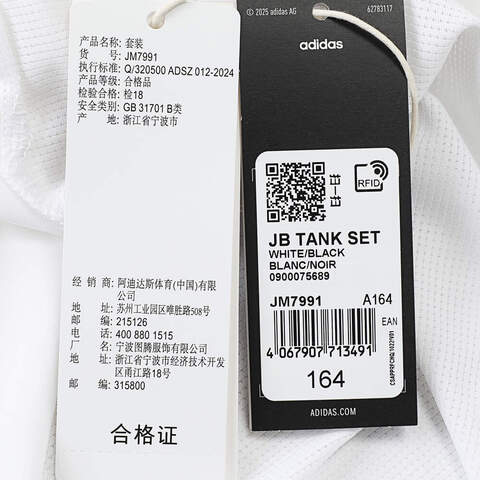 产品名称: 套装
货 号: JM7991
执行标准: Q/320500 ADSZ 012-2024
产品等级: 合格品
检验合格: 检18
安全类别: GB 31701 B类
产 地: 浙江省宁波市
经 销 商: 阿迪达斯体育(中国)有限
公司
地址: 苏州工业园区唯胜路508号
邮编: 215126
电话: 400 880 1515
厂 名: 宁波图腾服饰有限公司
地址: 浙江省宁波市经济技术开发
区甬江路18号
邮编: 315800
合格证
© 2025 adidas AG
62783117
adidas
RFID
JB TANK SET
WHITE/BLACK
BLANC/NOIR
0900075689
JM7991 A164
EAN
4 067907 713491
164
ADIDAS.COM